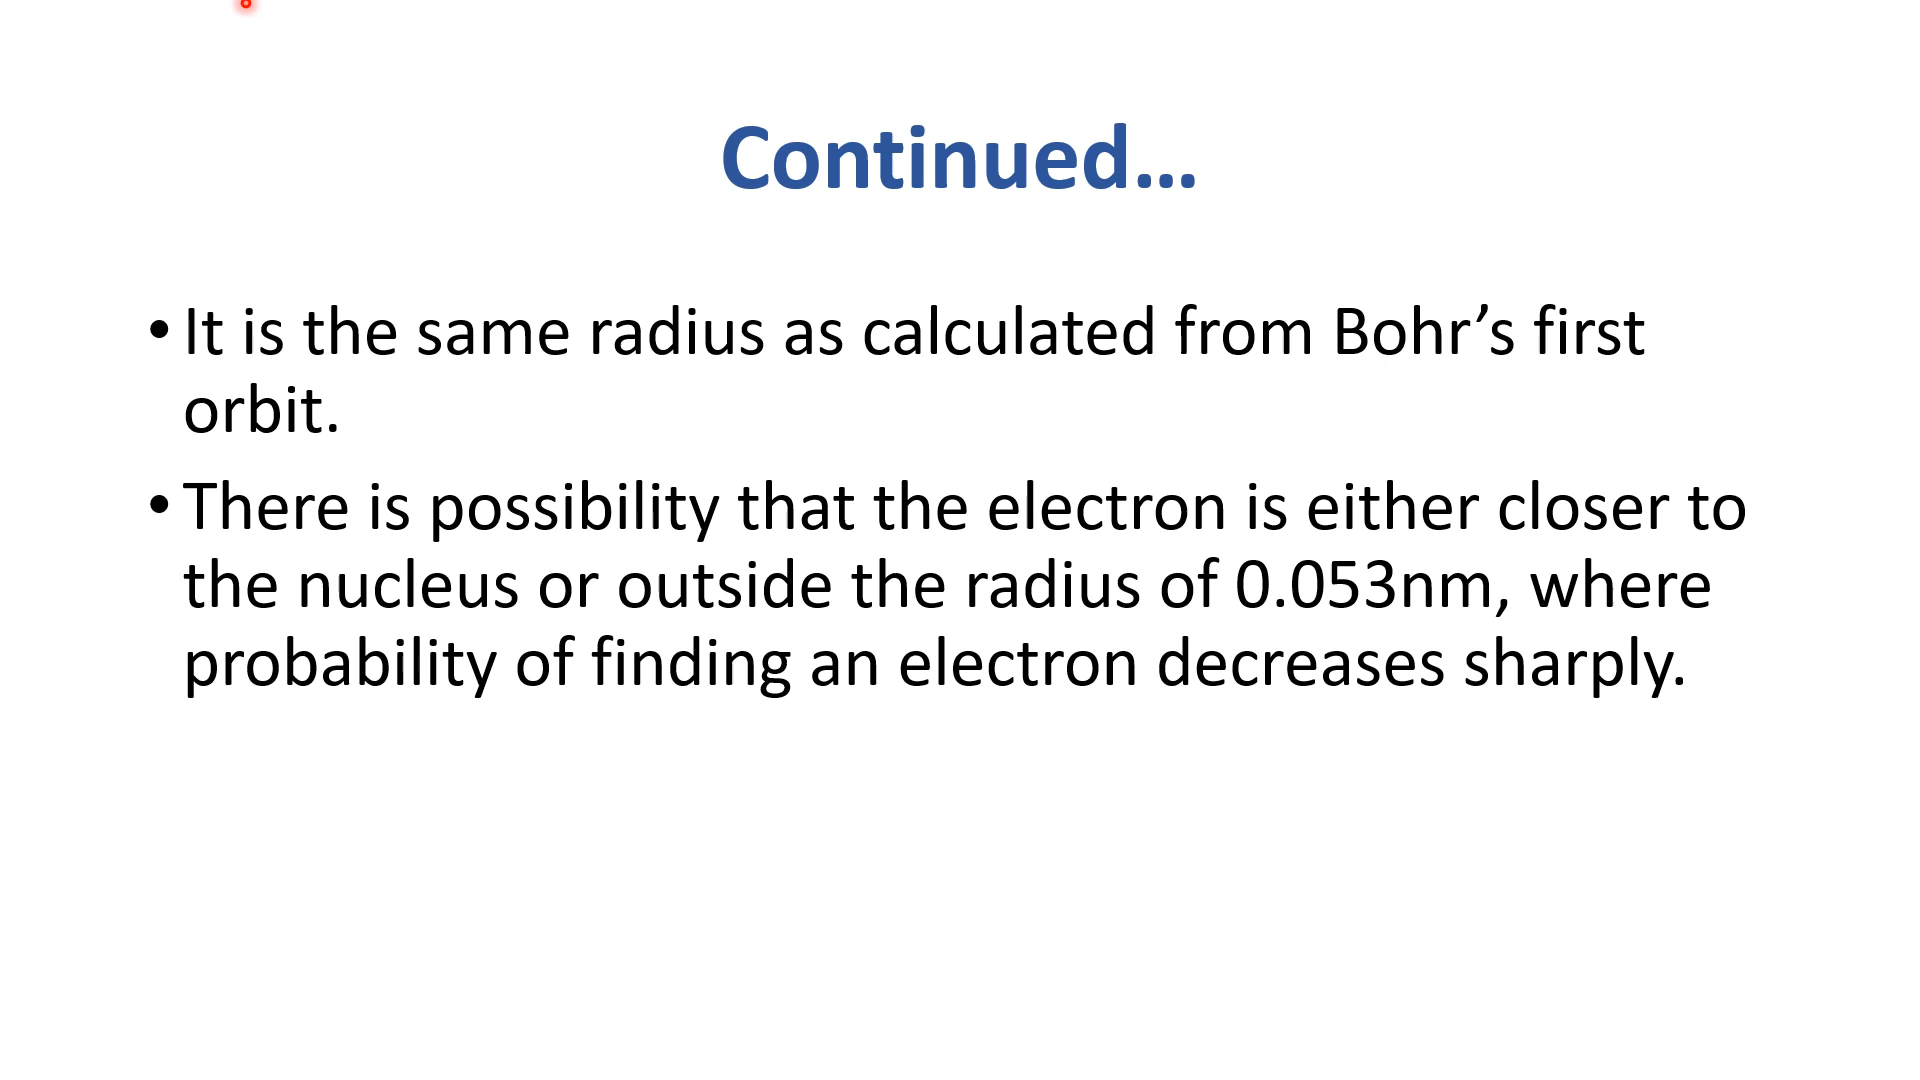 Continued…
• It is the same radius as calculated from Bohr’s first
orbit.
• There is possibility that the electron is either closer to
the nucleus or outside the radius of 0.053nm, where
probability of finding an electron decreases sharply.